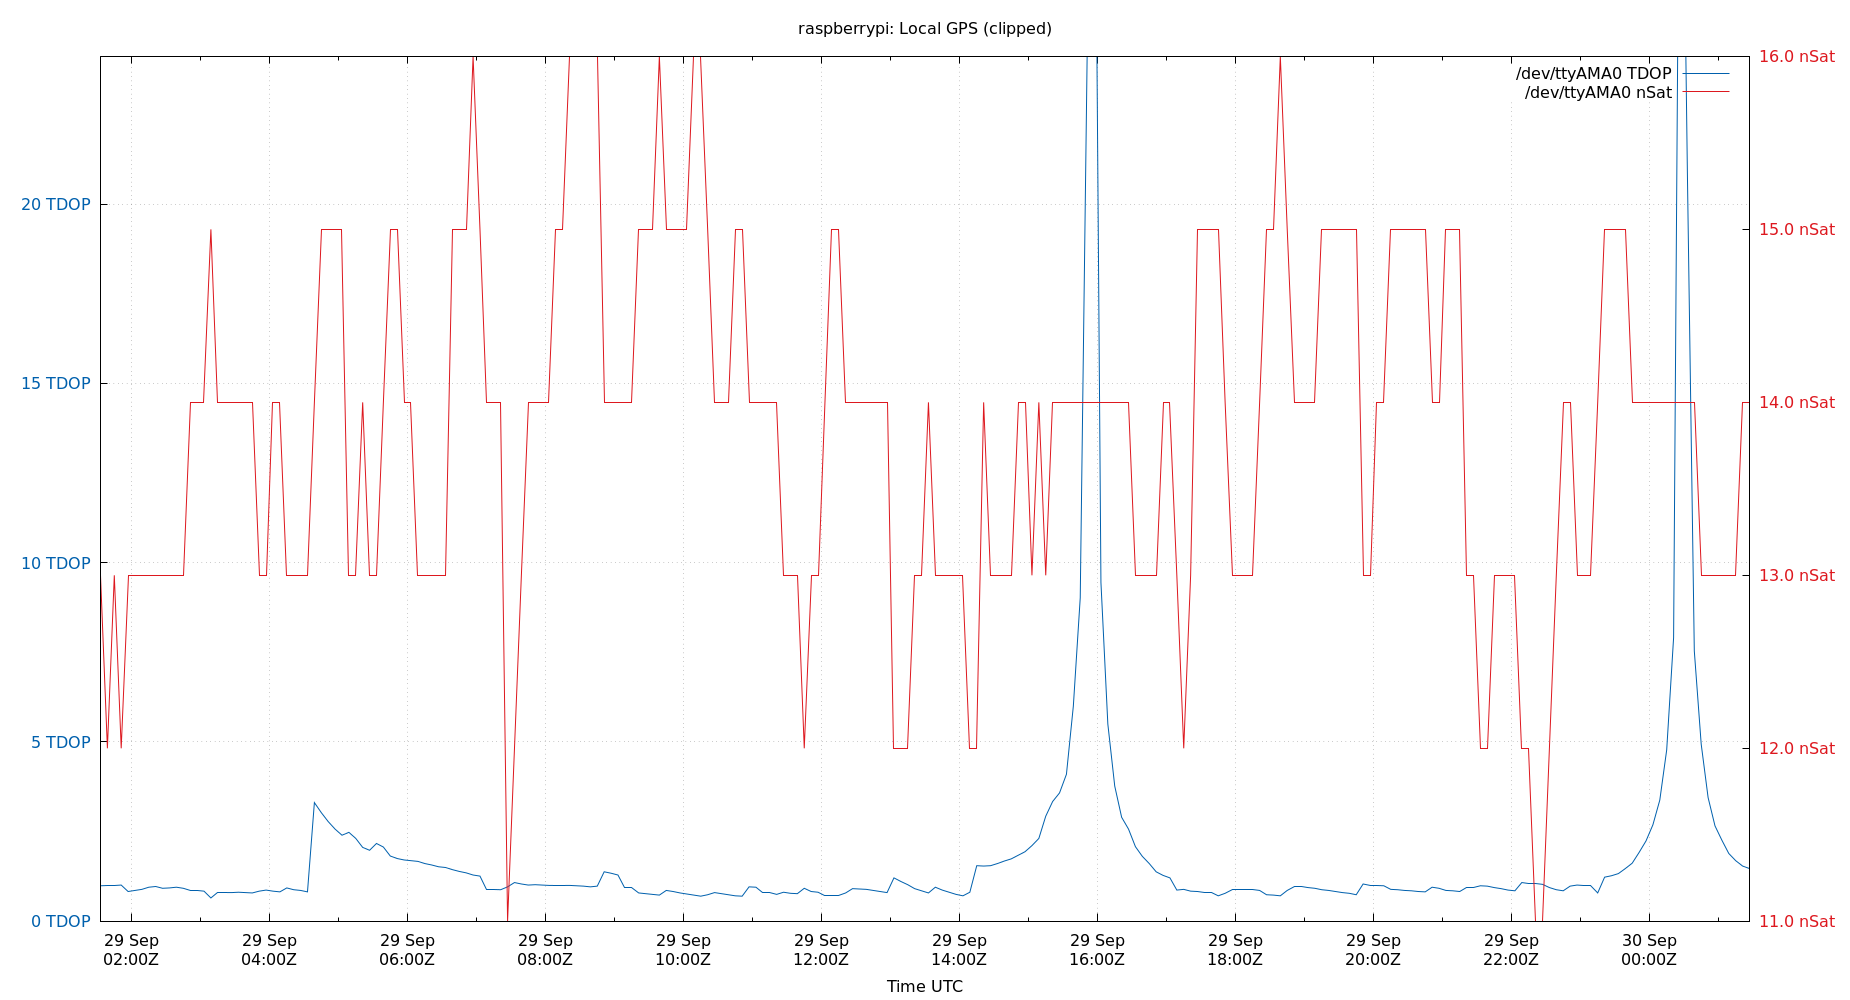 raspberrypi: Local GPS (clipped)
/dev/ttyAMA0 TDOP
/dev/ttyAMA0 nSat
20 TDOP
15 TDOP
10 TDOP
5 TDOP
0 TDOP
16.0 nSat
15.0 nSat
14.0 nSat
13.0 nSat
12.0 nSat
11.0 nSat
29 Sep 29 Sep 29 Sep 29 Sep 29 Sep 29 Sep 29 Sep 29 Sep 29 Sep 29 Sep 29 Sep 30 Sep
02:00Z 04:00Z 06:00Z 08:00Z 10:00Z 12:00Z 14:00Z 16:00Z 18:00Z 20:00Z 22:00Z 00:00Z
Time UTC